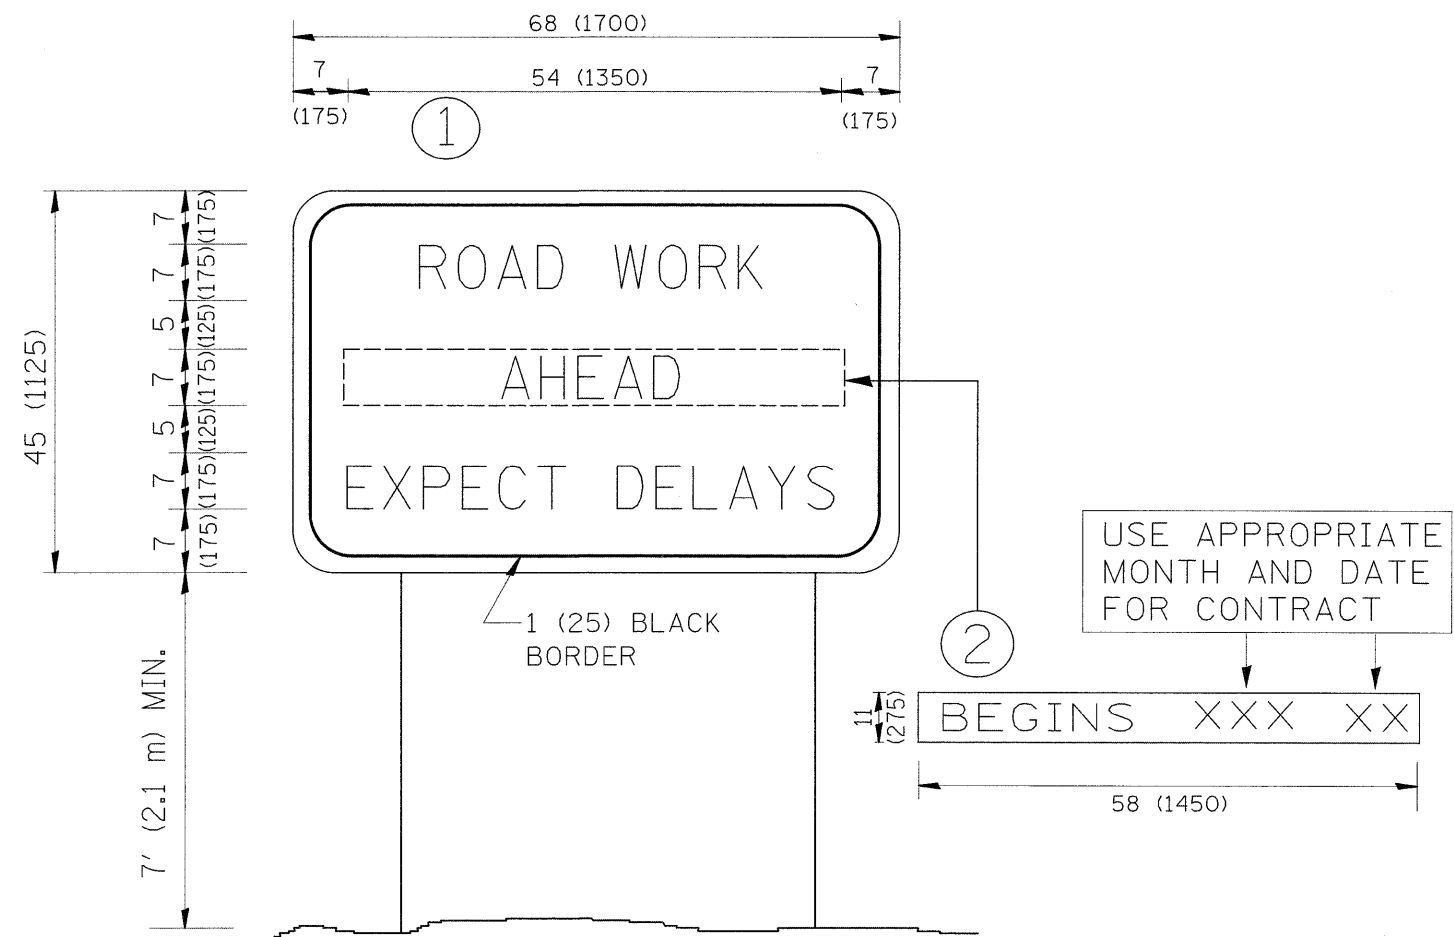 68 (1700)
7
54 (1350)
7
(175)
(175)
1
7
(175)
7
(175)
5
(125)
7
(175)
5
(125)
7
(175)
7
(175)
45 (1125)
ROAD WORK
AHEAD
EXPECT DELAYS
1 (25) BLACK
BORDER
7' (2.1 m) MIN.
2
USE APPROPRIATE
MONTH AND DATE
FOR CONTRACT
11
(275)
BEGINS XXX XX
58 (1450)